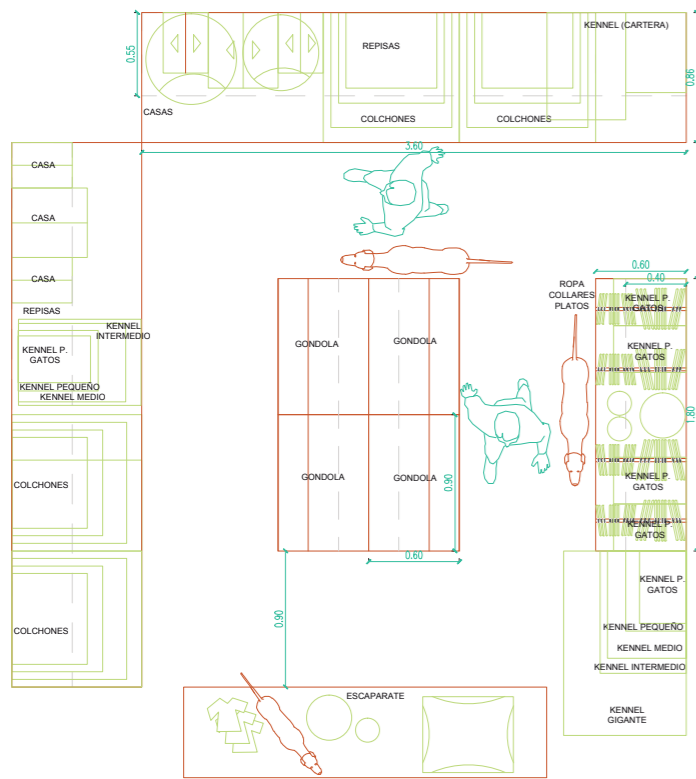 KENNEL (CARTERA)
REPISAS
0.55
0.86
CASAS
COLCHONES
COLCHONES
3.60
CASA
CASA
CASA
REPISAS
KENNEL
INTERMEDIO
KENNEL P.
GATOS
KENNEL PEQUEÑO
KENNEL MEDIO
COLCHONES
COLCHONES
GONDOLA
GONDOLA
GONDOLA
GONDOLA
0.90
0.60
0.90
ROPA
COLLARES
PLATOS
0.60
0.40
KENNEL P.
GATOS
KENNEL P.
GATOS
1.80
KENNEL P.
GATOS
KENNEL P.
GATOS
KENNEL P.
GATOS
KENNEL PEQUEÑO
KENNEL MEDIO
KENNEL INTERMEDIO
KENNEL
GIGANTE
ESCAPARATE